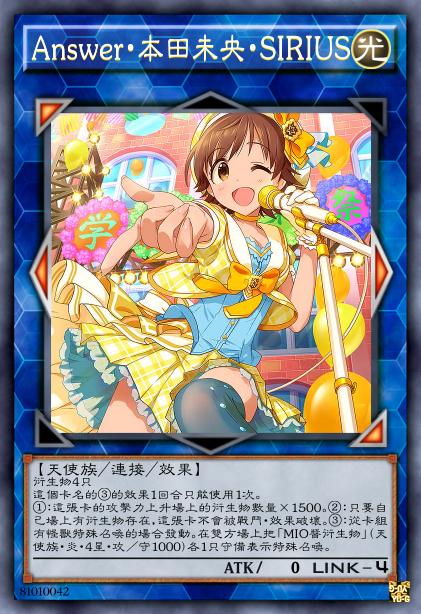 Answer・本田未央・SIRIUS 光
学
祭
【天使族/連接/效果】
衍生物4只
這個卡名的③的效果1回合只能使用1次。
①:這張卡的攻擊力上升場上的衍生物數量×1500。②:只要自
己場上有衍生物存在,這張卡不會被戰鬥・效果破壞。③:從卡組
有怪獸特殊召喚的場合發動。在雙方場上把「MIO醬衍生物」(天
使族・炎・4星・攻/守1000)各1只守備表示特殊召喚。
ATK/ 0 LINK-4
81010042